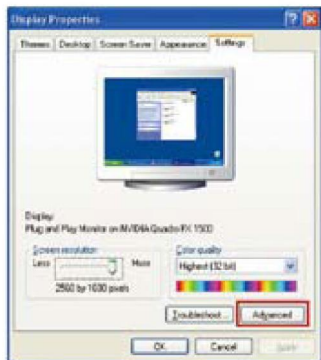 Display Properties
Themes Desktop Screen Saver Appearance Settings
Display:
Plug and Play Monitor on NVIDIA Quadro FX 1500
Screen resolution
Less More
2560 by 1600 pixels
Color quality
Highest (32 bit)
Troubleshoot... Advanced
OK Cancel Apply